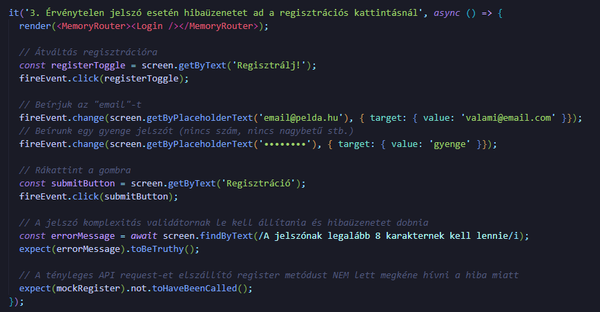 it('3. Érvénytelen jelszó esetén hibaüzenetet ad a regisztrációs kattintásnál', async () => {
render(<MemoryRouter><Login /></MemoryRouter>);
// Átváltás regisztrációra
const registerToggle = screen.getByText('Regisztrálj!');
fireEvent.click(registerToggle);
// Beírjuk az "email"-t
fireEvent.change(screen.getByPlaceholderText('email@pelda.hu'), { target: { value: 'valami@email.com' }});
// Beírunk egy gyenge jelszót (nincs szám, nincs nagybetű stb.)
fireEvent.change(screen.getByPlaceholderText('••••••••'), { target: { value: 'gyenge' }});
// Rákattint a gombra
const submitButton = screen.getByText('Regisztráció');
fireEvent.click(submitButton);
// A jelszó komplexitás validátornak le kell állítania és hibaüzenetet dobnia
const errorMessage = await screen.findByText(/A jelszónak legalább 8 karakternek kell lennie/i);
expect(errorMessage).toBeTruthy();
// A tényleges API request-et elszállító register metódust NEM lett megkéne hívni a hiba miatt
expect(mockRegister).not.toHaveBeenCalled();
});